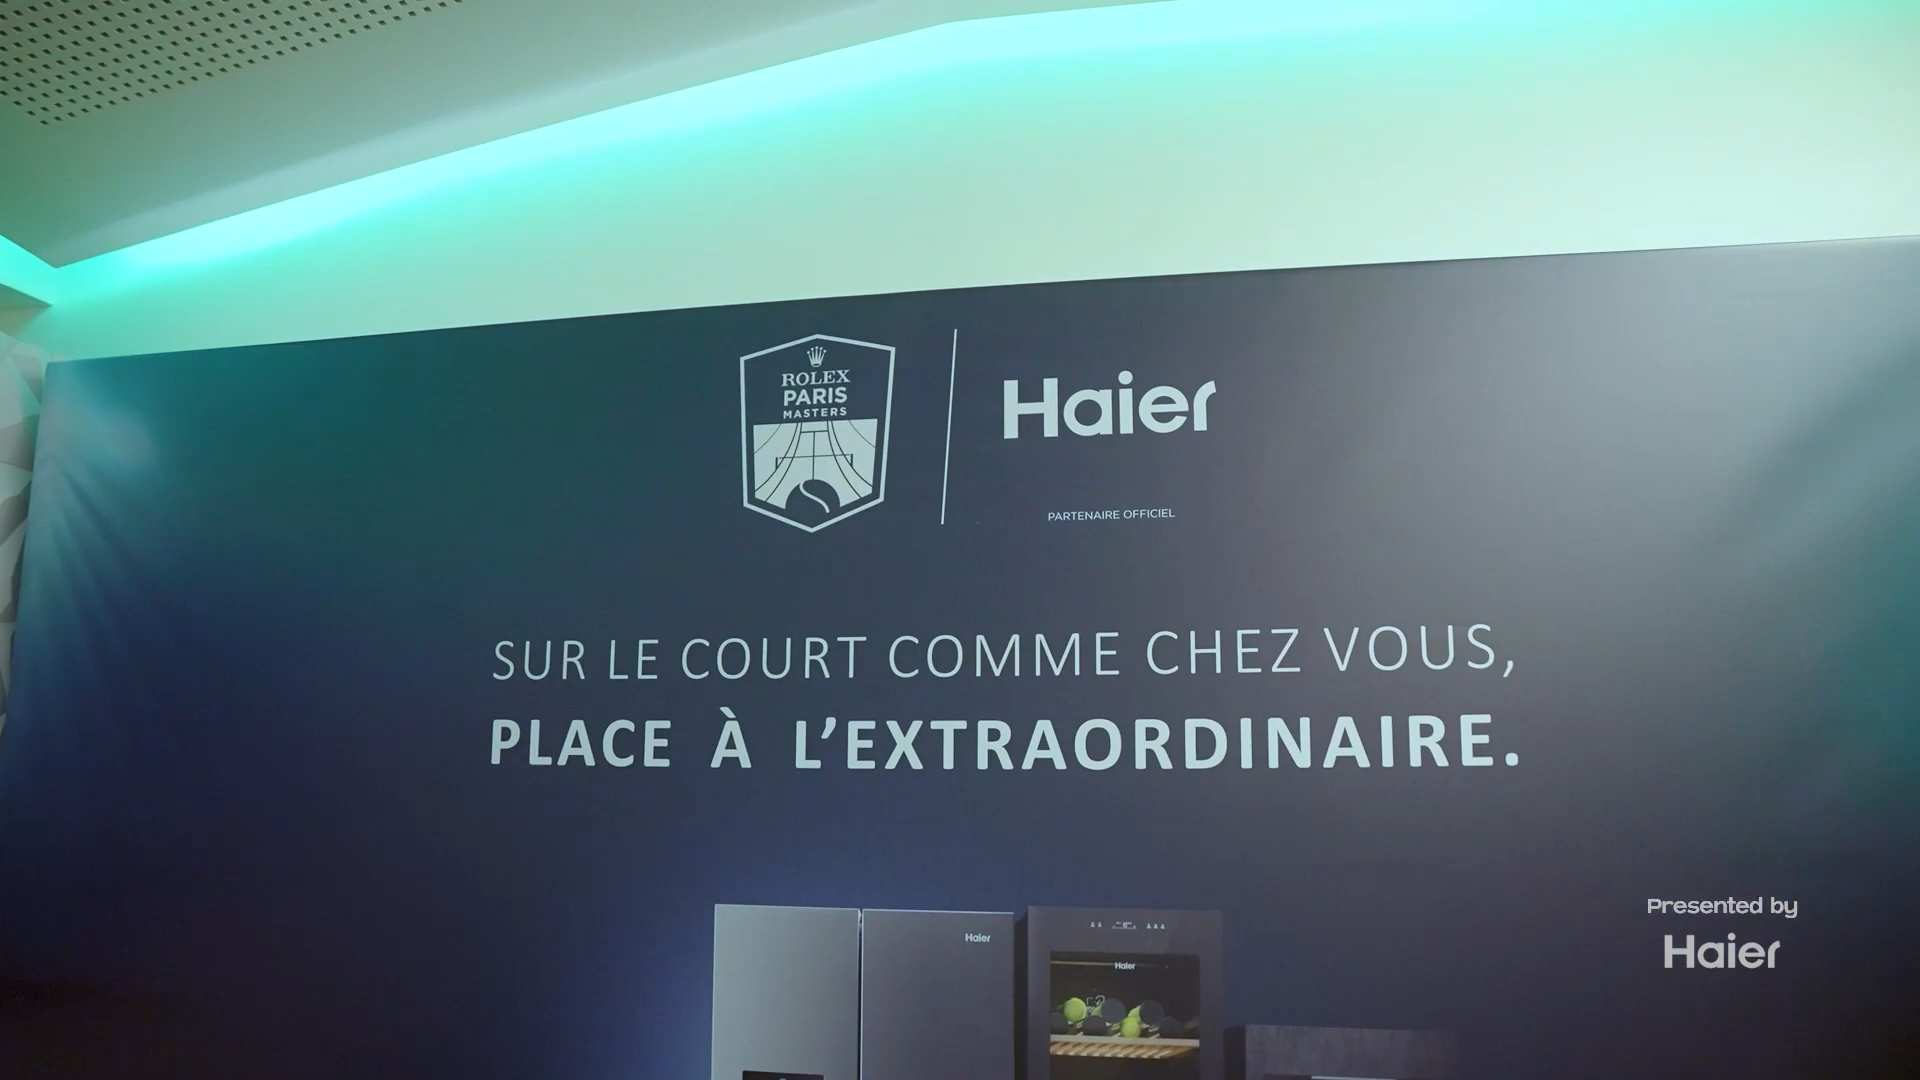 ROLEX
PARIS
MASTERS
Haier
PARTENAIRE OFFICIEL
SUR LE COURT COMME CHEZ VOUS,
PLACE À L’EXTRAORDINAIRE.
Haier
Haier
Presented by
Haier